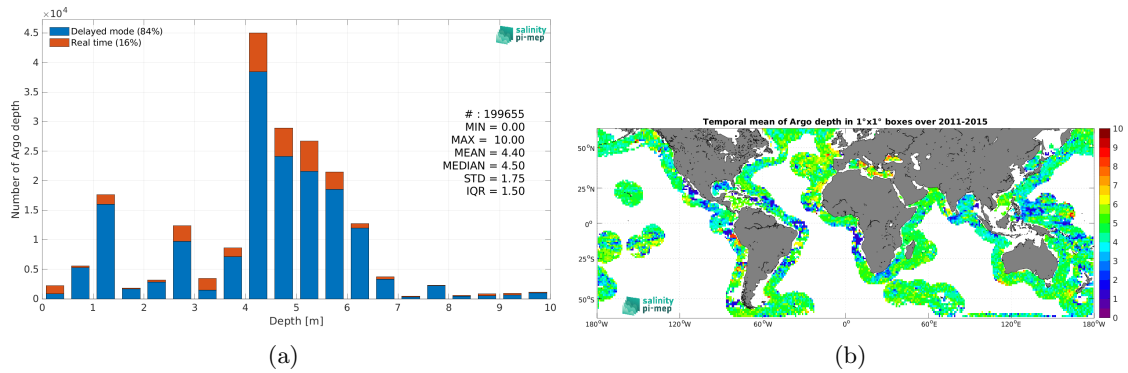 ×10⁴
4.5
4
3.5
3
2.5
2
1.5
1
0.5
0
Number of Argo depth
Delayed mode (84%)
Real time (16%)
salinity
pi-mep
# : 199655
MIN = 0.00
MAX = 10.00
MEAN = 4.40
MEDIAN = 4.50
STD = 1.75
IQR = 1.50
0 1 2 3 4 5 6 7 8 9 10
Depth [m]
(a)
Temporal mean of Argo depth in 1°x1° boxes over 2011-2015
50°N
25°N
0°
25°S
50°S
salinity
pi-mep
180°W 120°W 60°W 0° 60°E 120°E 180°W
10
9
8
7
6
5
4
3
2
1
0
(b)